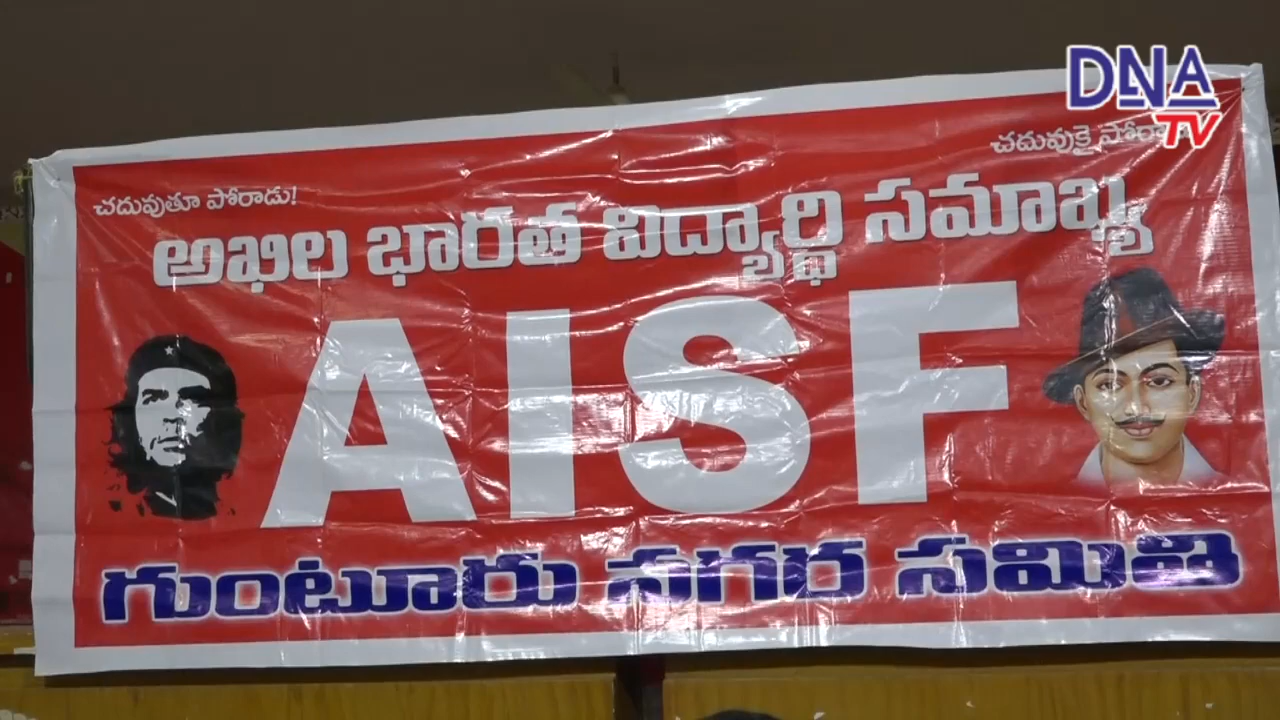 DNA
TV
చదువుకై పోరాడు
చదువుతూ పోరాడు!
అఖిల భారత విద్యార్థి సమాఖ్య
AISF
గుంటూరు నగర సమితి